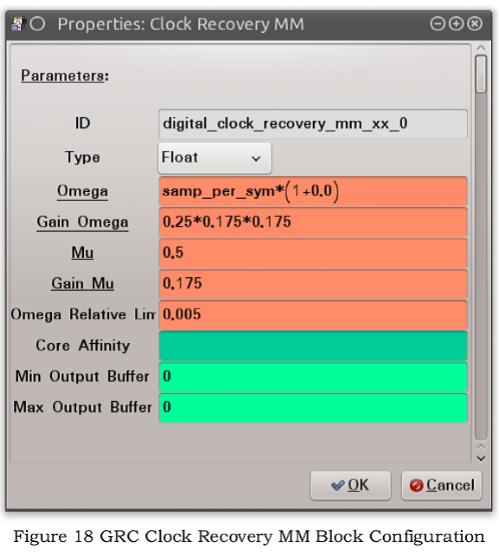 Properties: Clock Recovery MM
Parameters:
ID digital_clock_recovery_mm_xx_0
Type Float
Omega samp_per_sym*(1+0.0)
Gain Omega 0.25*0.175*0.175
Mu 0.5
Gain Mu 0.175
Omega Relative Lim 0.005
Core Affinity
Min Output Buffer 0
Max Output Buffer 0
OK Cancel
Figure 18 GRC Clock Recovery MM Block Configuration